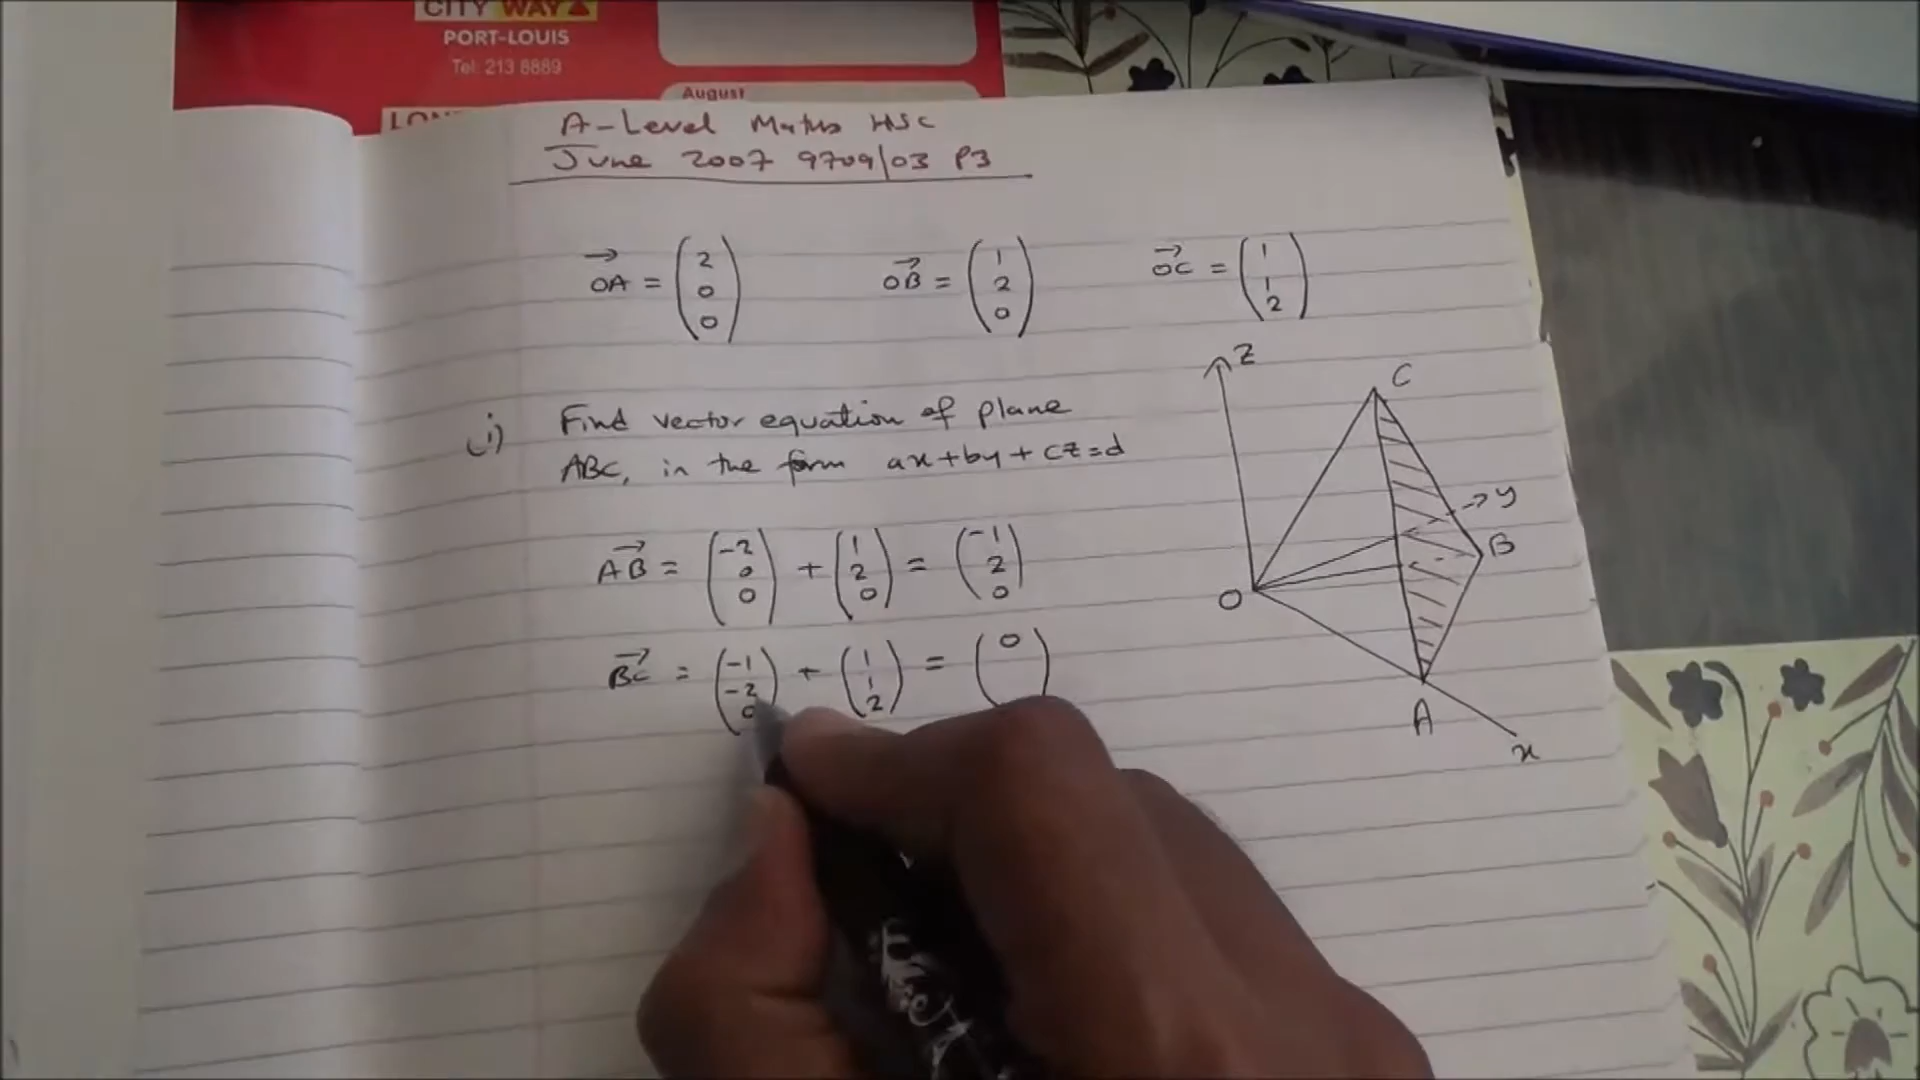 CITY WAY
PORT-LOUIS
Tel: 213 8889
August
A-Level Maths HSC
June 2007 9709/03 P3
→OA = (2 0 0) →OB = (1 2 0) →OC = (1 1 2)
(i) Find vector equation of plane
ABC, in the form ax+by+cz=d
→AB = (-2 0 0) + (1 2 0) = (-1 2 0)
→BC = (-1 -2 0) + (1 1 2) = (0
z
C
y
B
O
A
x